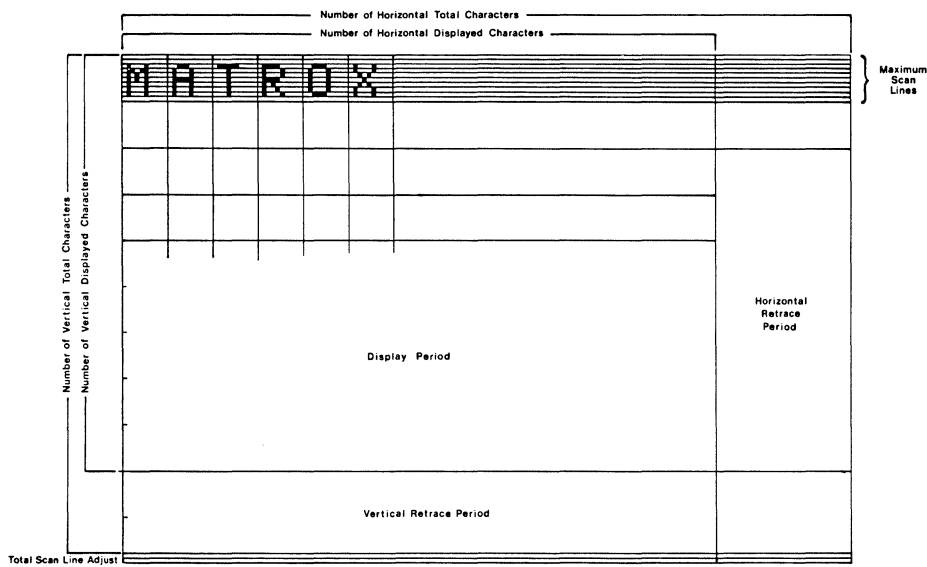 Number of Horizontal Total Characters
Number of Horizontal Displayed Characters
MATROX
Maximum
Scan
Lines
Number of Vertical Total Characters
Number of Vertical Displayed Characters
Horizontal
Retrace
Period
Display Period
Vertical Retrace Period
Total Scan Line Adjust